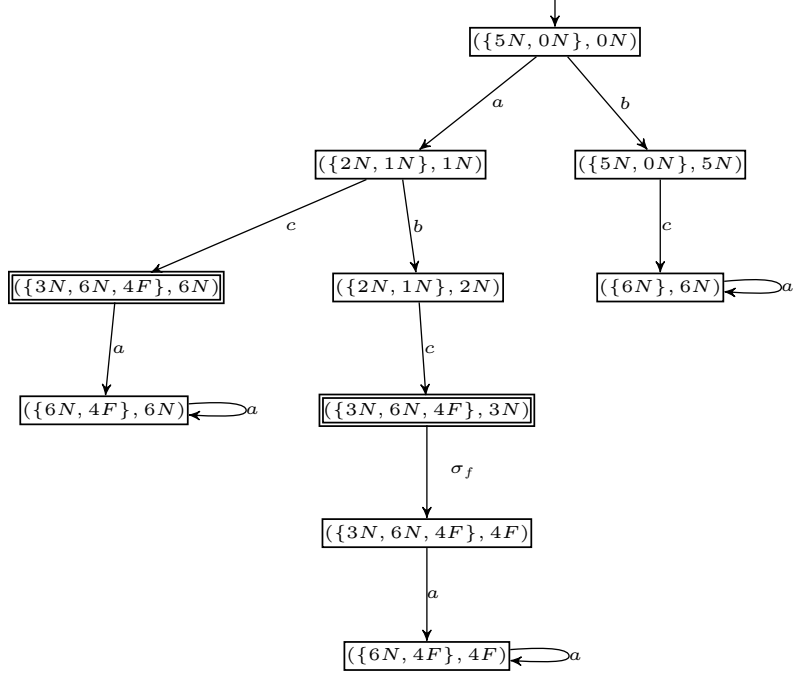 ({5N, 0N}, 0N)
a
b
({2N, 1N}, 1N)
({5N, 0N}, 5N)
c
b
c
({3N, 6N, 4F}, 6N)
({2N, 1N}, 2N)
({6N}, 6N)
a
a
c
({6N, 4F}, 6N)
a
({3N, 6N, 4F}, 3N)
σf
({3N, 6N, 4F}, 4F)
a
({6N, 4F}, 4F)
a